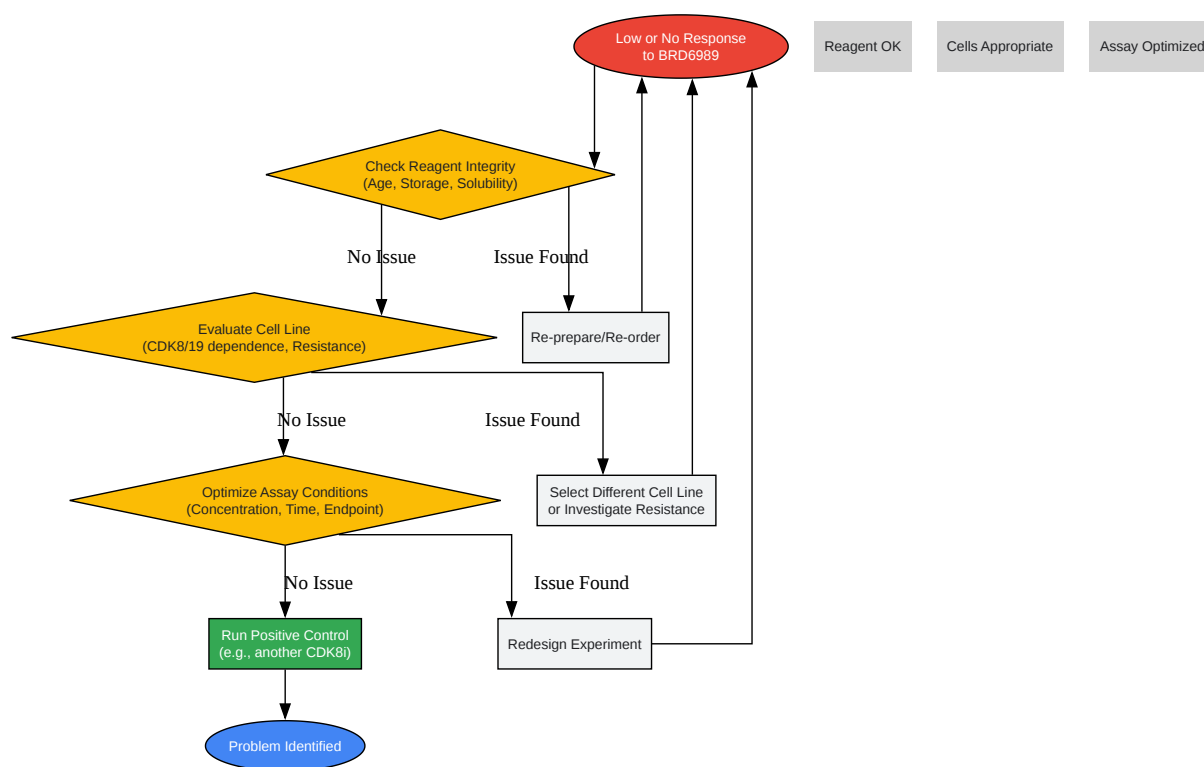 Low or No Response
to BRD6989
Reagent OK
Cells Appropriate
Assay Optimized
Check Reagent Integrity
(Age, Storage, Solubility)
No Issue
Issue Found
Evaluate Cell Line
(CDK8/19 dependence, Resistance)
Re-prepare/Re-order
No Issue
Issue Found
Optimize Assay Conditions
(Concentration, Time, Endpoint)
Select Different Cell Line
or Investigate Resistance
No Issue
Issue Found
Run Positive Control
(e.g., another CDK8i)
Redesign Experiment
Problem Identified